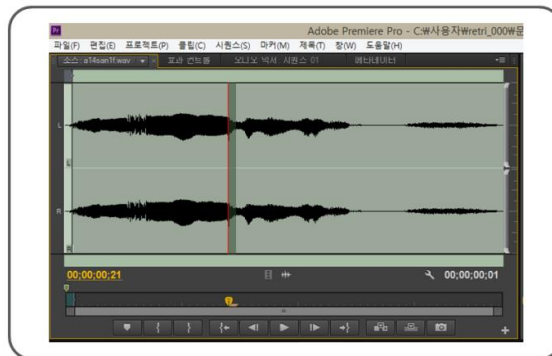 Pr
Adobe Premiere Pro - C:₩사용자₩retri_000₩문
파일(F) 편집(E) 프로젝트(P) 클립(C) 시퀀스(S) 마커(M) 제목(T) 창(W) 도움말(H)
소스: a14san1f.wav 효과 컨트롤 오디오 믹서: 시퀀스 01 메타데이터
L
L
R
R
00;00;00;21 00;00;00;01